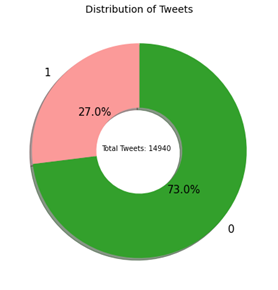 Distribution of Tweets
1
27.0%
Total Tweets: 14940
73.0%
0